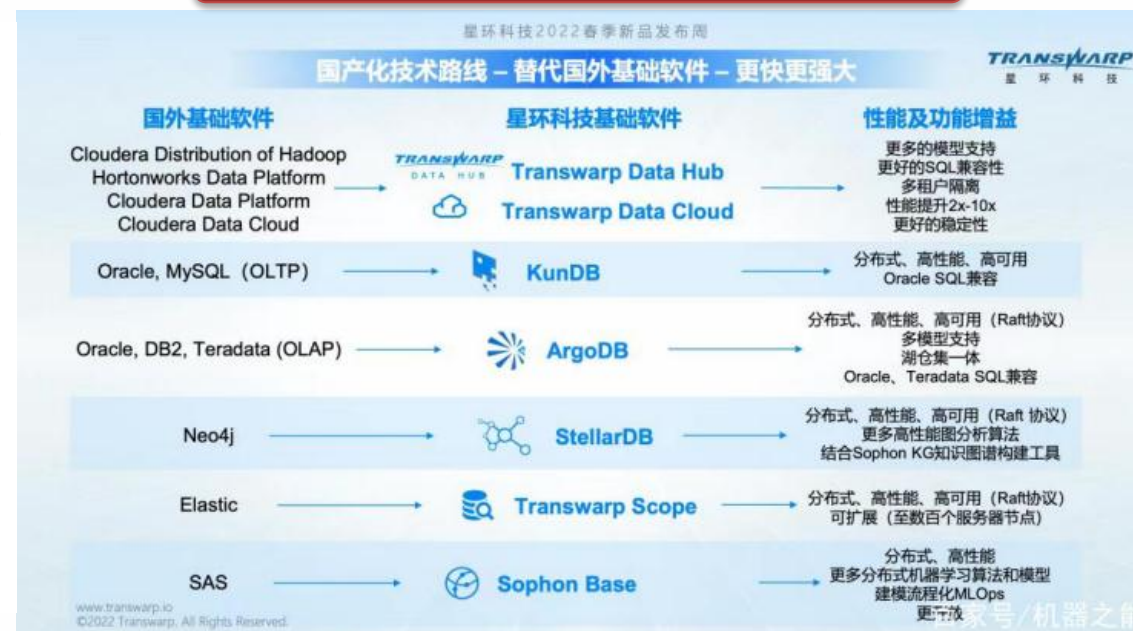 星环科技2022春季新品发布周
国产化技术路线 – 替代国外基础软件 – 更快更强大
TRANSWARP
星 环 科 技
国外基础软件
星环科技基础软件
性能及功能增益
Cloudera Distribution of Hadoop
Hortonworks Data Platform
Cloudera Data Platform
Cloudera Data Cloud
TRANSWARP
DATA HUB
Transwarp Data Hub
Transwarp Data Cloud
更多的模型支持
更好的SQL兼容性
多租户隔离
性能提升2x-10x
更好的稳定性
Oracle, MySQL（OLTP）
KunDB
分布式、高性能、高可用
Oracle SQL兼容
Oracle, DB2, Teradata (OLAP)
ArgoDB
分布式、高性能、高可用（Raft协议）
多模型支持
湖仓集一体
Oracle、Teradata SQL兼容
Neo4j
StellarDB
分布式、高性能、高可用（Raft 协议）
更多高性能图分析算法
结合Sophon KG知识图谱构建工具
Elastic
Transwarp Scope
分布式、高性能、高可用（Raft协议）
可扩展（至数百个服务器节点）
SAS
Sophon Base
分布式、高性能
更多分布式机器学习算法和模型
建模流程化MLOps
更开放
www.transwarp.io
©2022 Transwarp. All Rights Reserved.
家号/机器之能